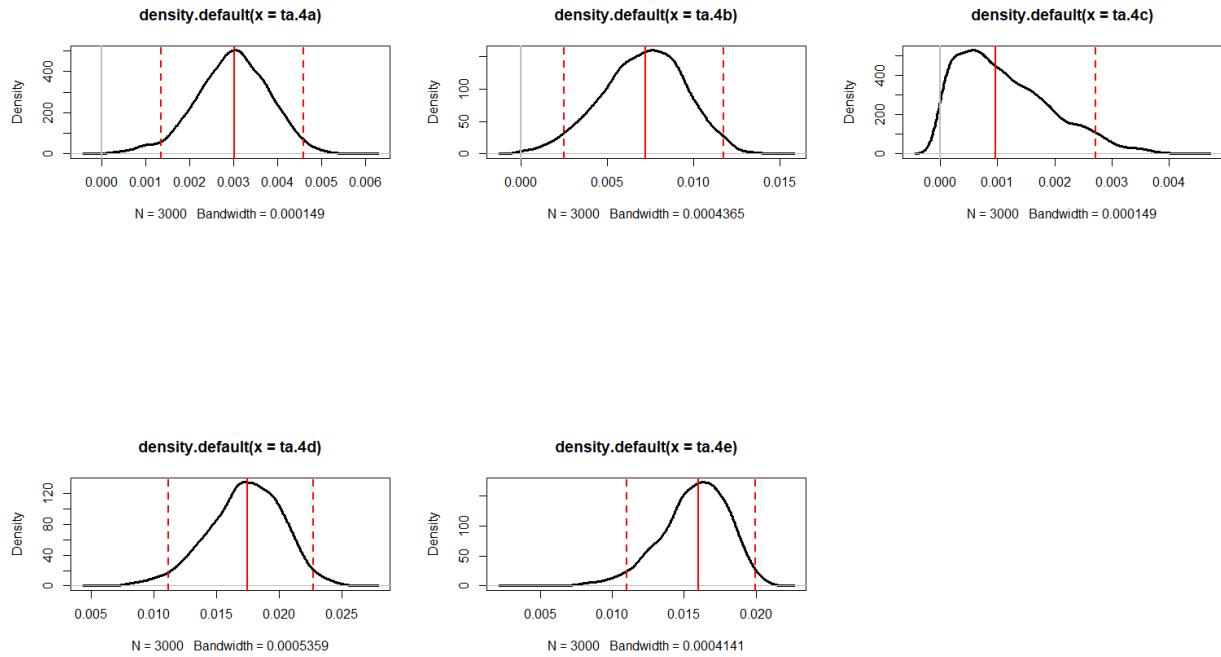 density.default(x = ta.4a)
Density
0 200 400
0.000 0.001 0.002 0.003 0.004 0.005 0.006
N = 3000 Bandwidth = 0.000149
density.default(x = ta.4b)
Density
0 50 100
0.000 0.005 0.010 0.015
N = 3000 Bandwidth = 0.0004365
density.default(x = ta.4c)
Density
0 200 400
0.000 0.001 0.002 0.003 0.004
N = 3000 Bandwidth = 0.000149
density.default(x = ta.4d)
Density
0 40 80 120
0.005 0.010 0.015 0.020 0.025
N = 3000 Bandwidth = 0.0005359
density.default(x = ta.4e)
Density
0 50 100
0.005 0.010 0.015 0.020
N = 3000 Bandwidth = 0.0004141